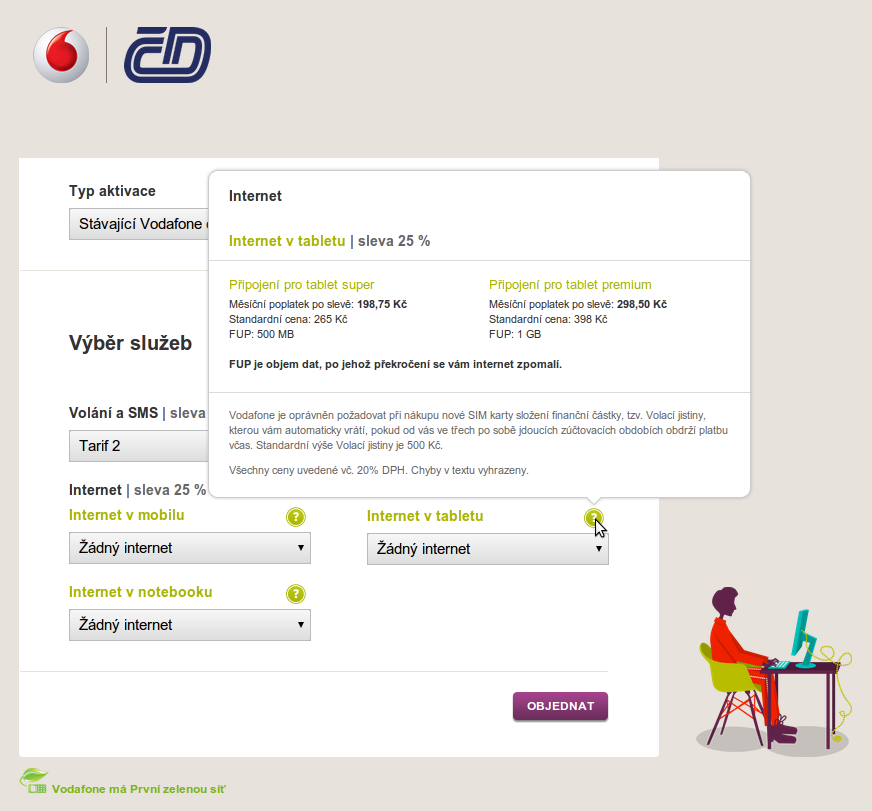 ČD
Typ aktivace
Stávající Vodafone
Internet
Internet v tabletu | sleva 25 %
Připojení pro tablet super
Měsíční poplatek po slevě: 198,75 Kč
Standardní cena: 265 Kč
FUP: 500 MB
Připojení pro tablet premium
Měsíční poplatek po slevě: 298,50 Kč
Standardní cena: 398 Kč
FUP: 1 GB
FUP je objem dat, po jehož překročení se vám internet zpomalí.
Vodafone je oprávněn požadovat při nákupu nové SIM karty složení finanční částky, tzv. Volací jistiny,
kterou vám automaticky vrátí, pokud od vás ve třech po sobě jdoucích zúčtovacích obdobích obdrží platbu
včas. Standardní výše Volací jistiny je 500 Kč.
Všechny ceny uvedené vč. 20% DPH. Chyby v textu vyhrazeny.
Výběr služeb
Volání a SMS | sleva
Tarif 2
Internet | sleva 25 %
Internet v mobilu ?
Žádný internet
Internet v tabletu ?
Žádný internet
Internet v notebooku ?
Žádný internet
OBJEDNAT
Vodafone má První zelenou síť